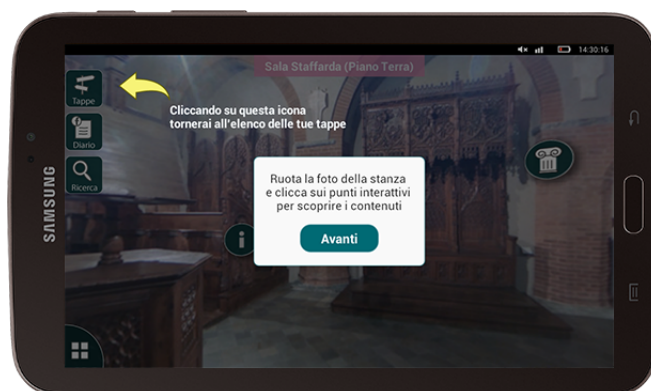 14:30:16
Sala Staffarda (Piano Terra)
Tappe
Cliccando su questa icona
tornerai all'elenco delle tue tappe
Diario
Ricerca
Ruota la foto della stanza
e clicca sui punti interattivi
per scoprire i contenuti
i
Avanti
SAMSUNG